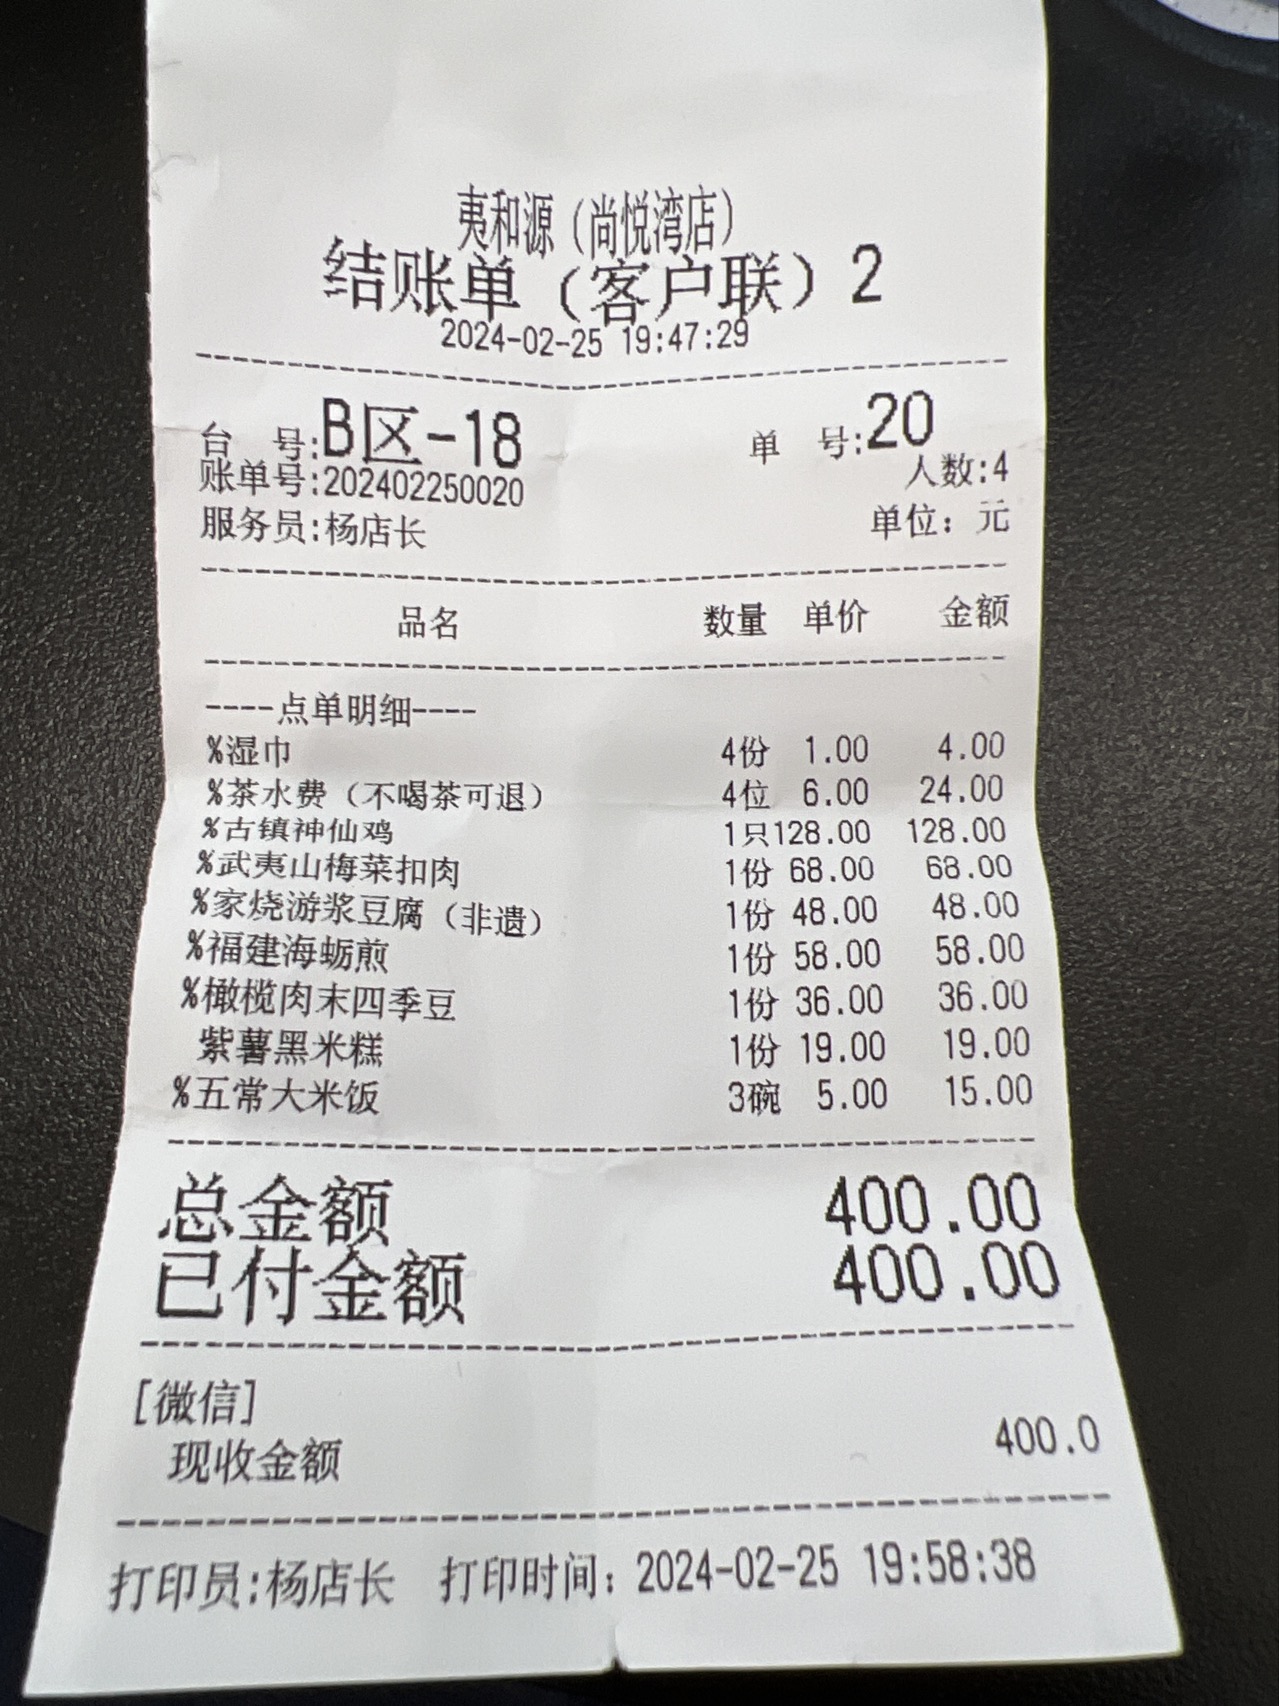 夷和源（尚悦湾店）
结账单（客户联）2
2024-02-25 19:47:29
台 号:B区-18 单 号:20
账单号:202402250020 人数:4
服务员:杨店长 单位：元
品名 数量 单价 金额
----点单明细----
%湿巾 4份 1.00 4.00
%茶水费（不喝茶可退） 4位 6.00 24.00
%古镇神仙鸡 1只128.00 128.00
%武夷山梅菜扣肉 1份 68.00 68.00
%家烧游浆豆腐（非遗） 1份 48.00 48.00
%福建海蛎煎 1份 58.00 58.00
%橄榄肉末四季豆 1份 36.00 36.00
紫薯黑米糕 1份 19.00 19.00
%五常大米饭 3碗 5.00 15.00
总金额 400.00
已付金额 400.00
[微信]
现收金额 400.0
打印员:杨店长 打印时间：2024-02-25 19:58:38